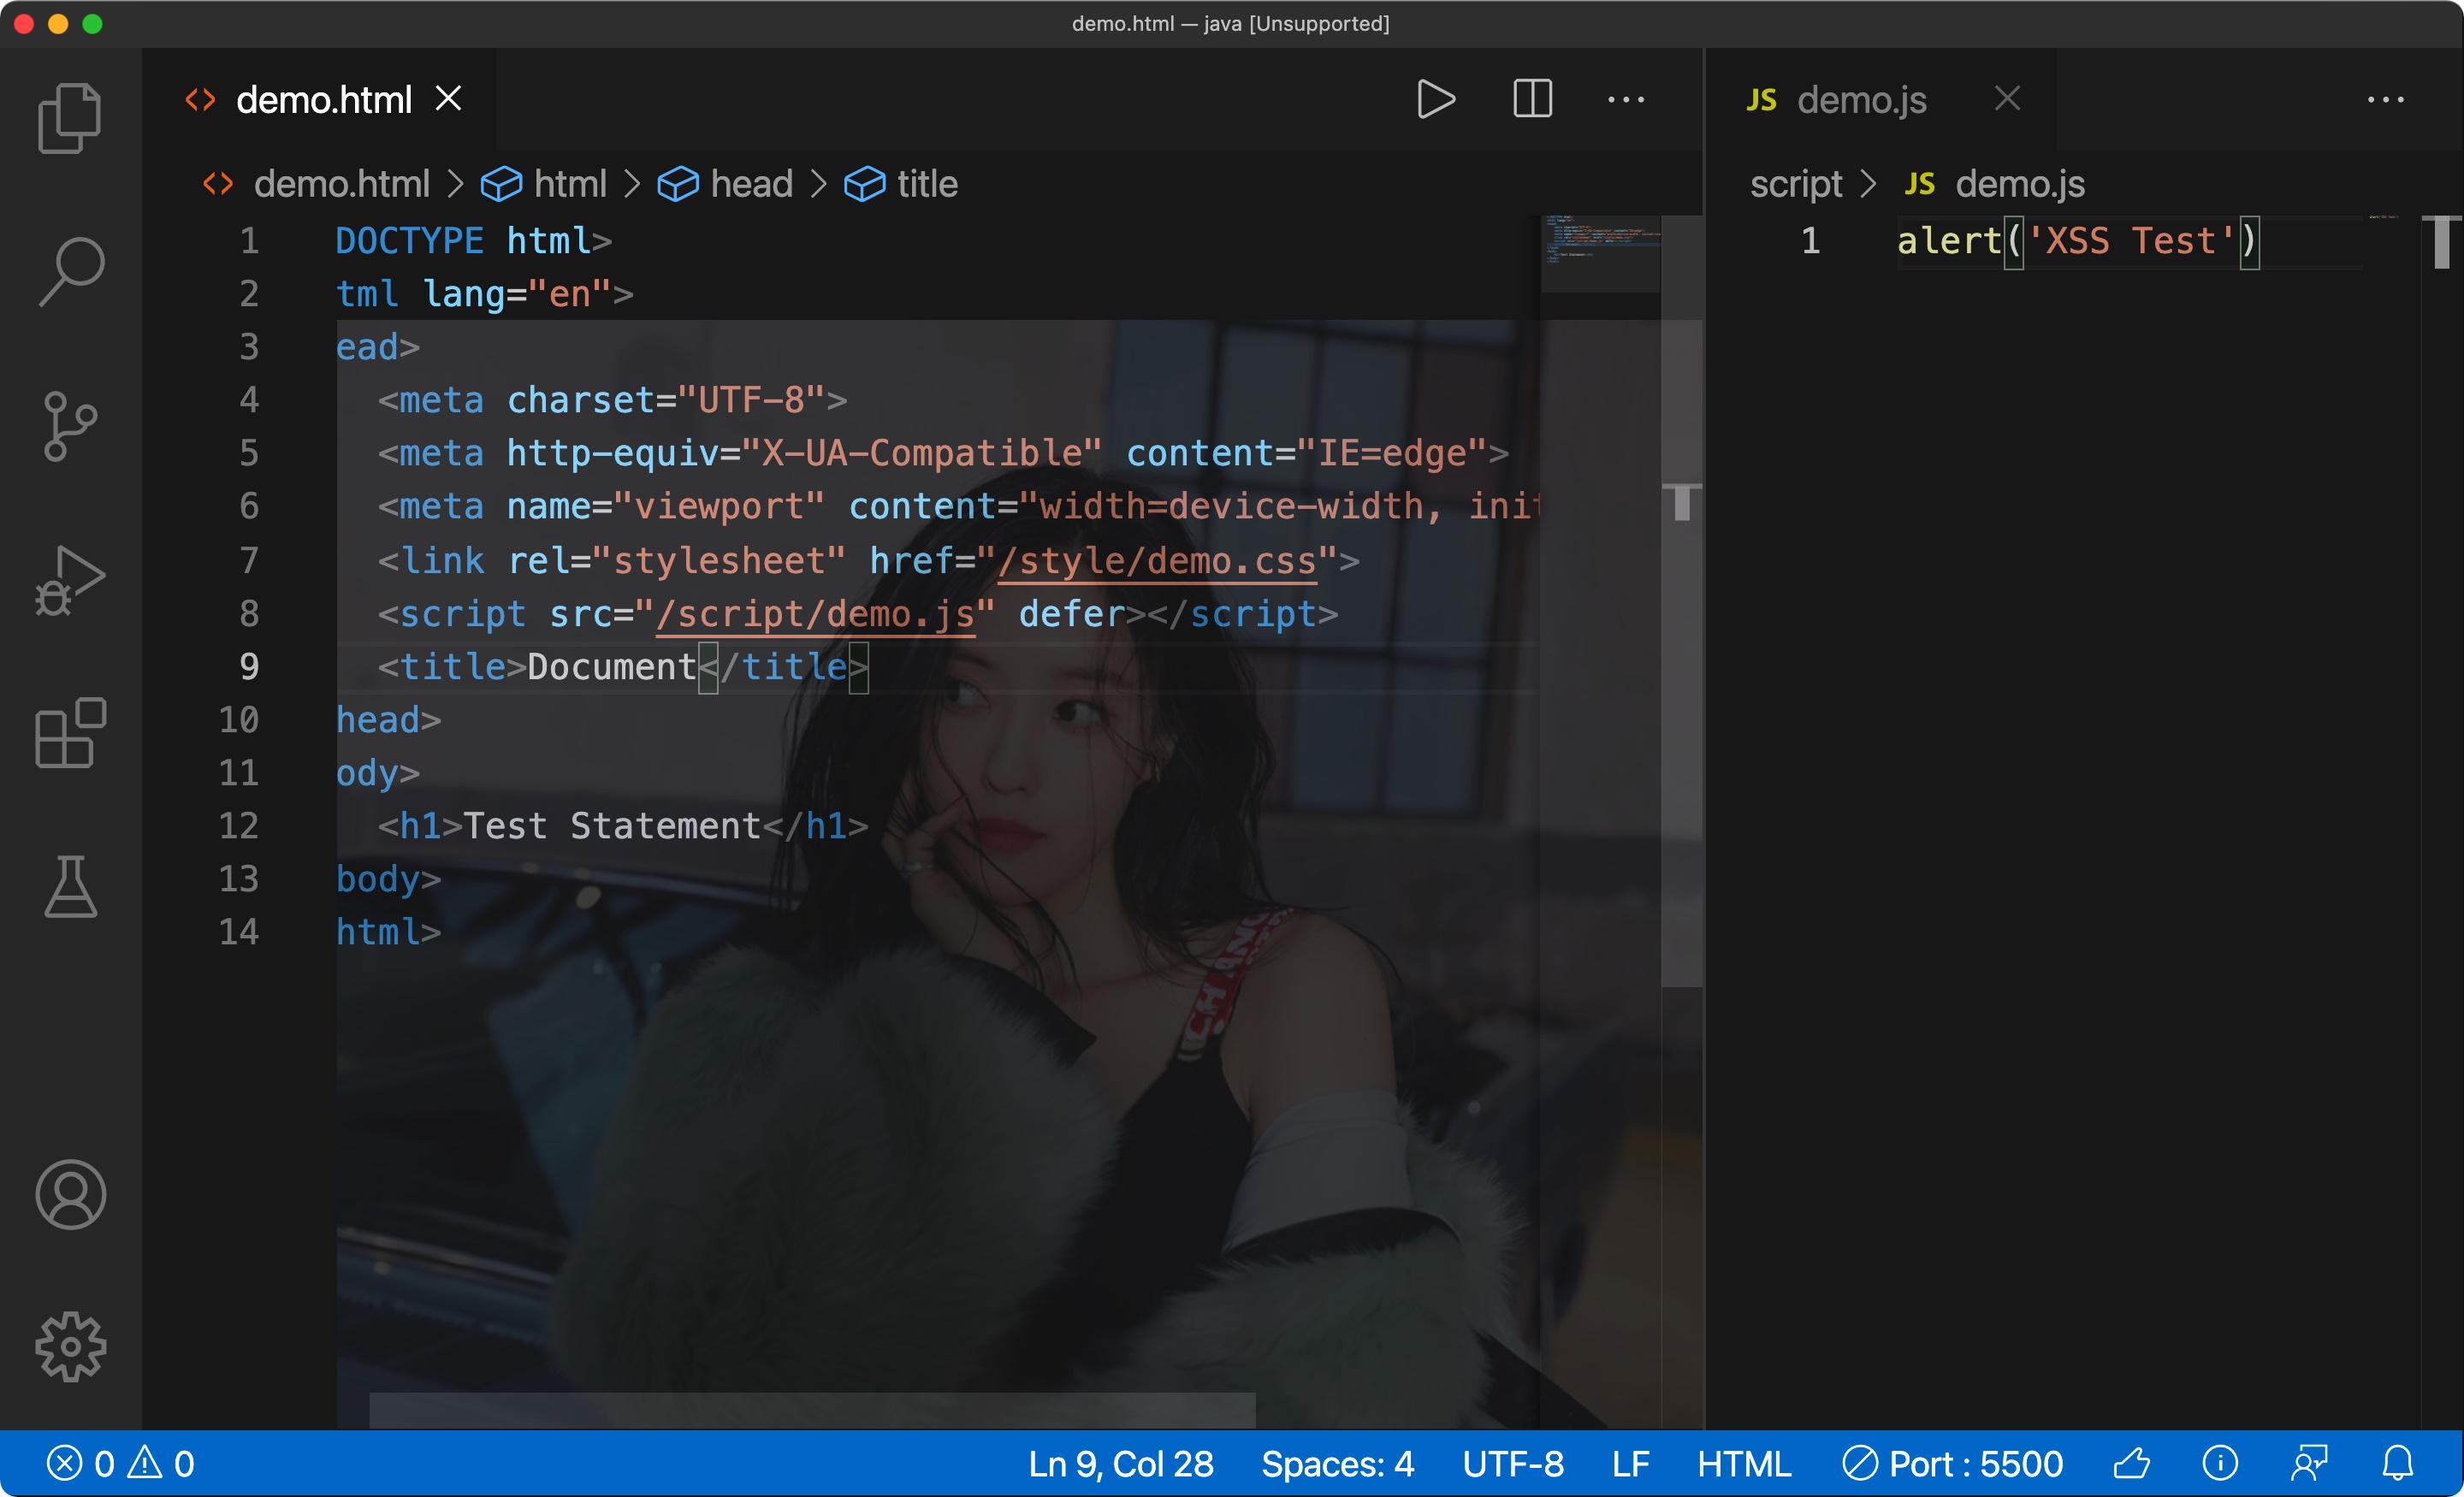 demo.html — java [Unsupported]
demo.html
demo.html > html > head > title
1 DOCTYPE html>
2 tml lang="en">
3 ead>
4 <meta charset="UTF-8">
5 <meta http-equiv="X-UA-Compatible" content="IE=edge">
6 <meta name="viewport" content="width=device-width, init
7 <link rel="stylesheet" href="/style/demo.css">
8 <script src="/script/demo.js" defer></script>
9 <title>Document</title>
10 head>
11 ody>
12 <h1>Test Statement</h1>
13 body>
14 html>
JS demo.js
script > JS demo.js
1 alert('XSS Test')
0 0 Ln 9, Col 28 Spaces: 4 UTF-8 LF HTML Port : 5500